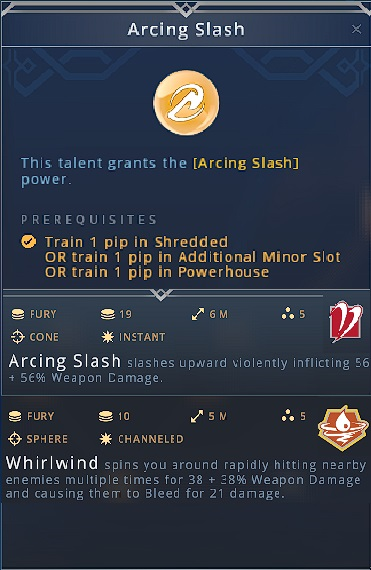 Arcing Slash
This talent grants the [Arcing Slash]
power.
PREREQUISITES
Train 1 pip in Shredded
OR train 1 pip in Additional Minor Slot
OR train 1 pip in Powerhouse
FURY 19 6 M 5
CONE INSTANT
Arcing Slash slashes upward violently inflicting 56
+ 56% Weapon Damage.
FURY 10 5 M 5
SPHERE CHANNELED
Whirlwind spins you around rapidly hitting nearby
enemies multiple times for 38 + 38% Weapon Damage
and causing them to Bleed for 21 damage.